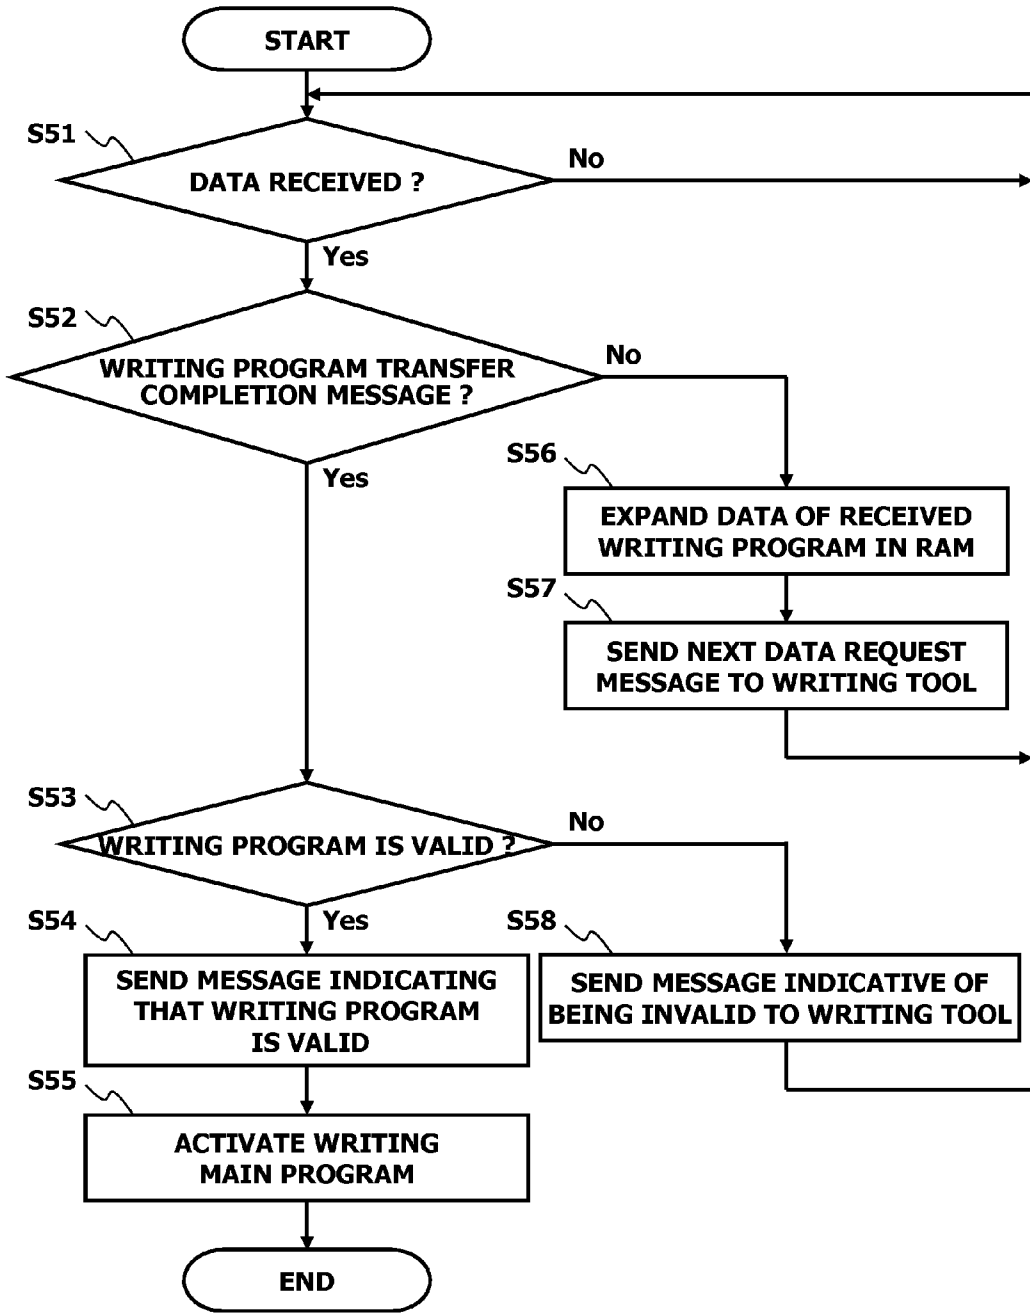 START
S51
DATA RECEIVED ?
No
Yes
S52
WRITING PROGRAM TRANSFER
COMPLETION MESSAGE ?
No
Yes
S56
EXPAND DATA OF RECEIVED
WRITING PROGRAM IN RAM
S57
SEND NEXT DATA REQUEST
MESSAGE TO WRITING TOOL
S53
WRITING PROGRAM IS VALID ?
No
Yes
S54
SEND MESSAGE INDICATING
THAT WRITING PROGRAM
IS VALID
S58
SEND MESSAGE INDICATIVE OF
BEING INVALID TO WRITING TOOL
S55
ACTIVATE WRITING
MAIN PROGRAM
END